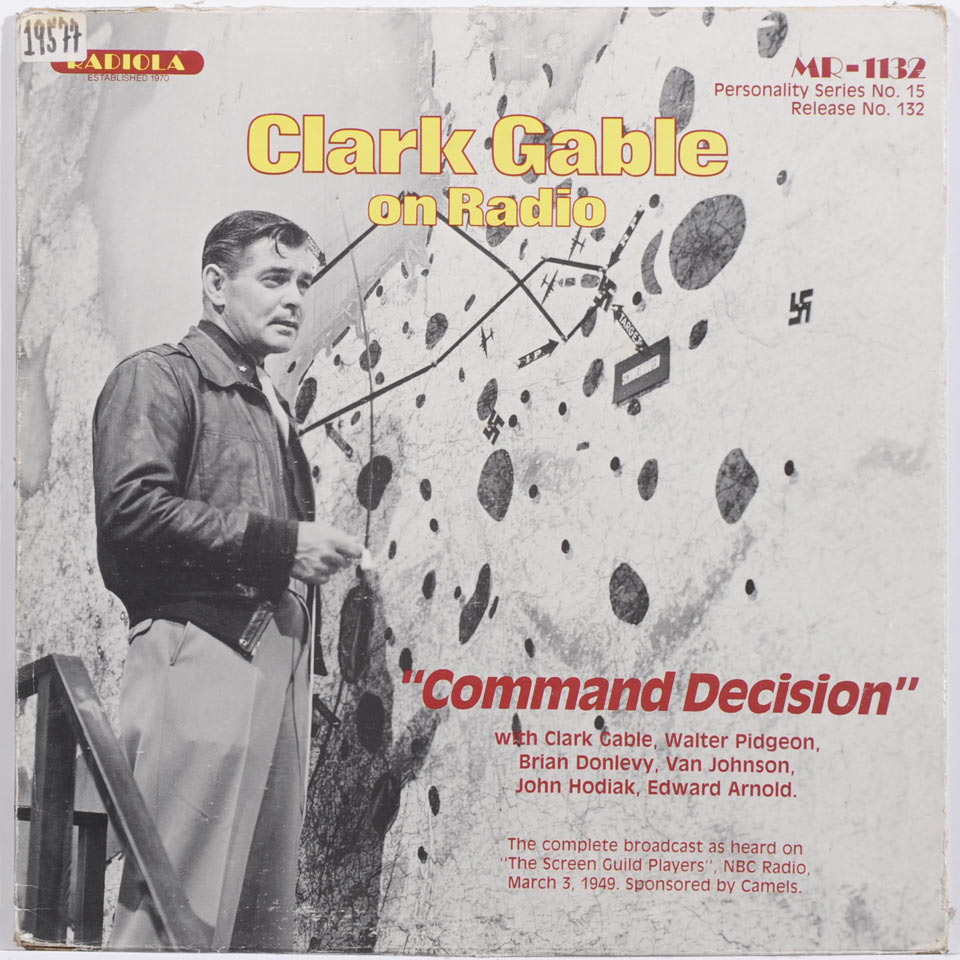 19577
RADIOLA
ESTABLISHED 1970
MR-1132
Personality Series No. 15
Release No. 132
Clark Gable
on Radio
I.P.
TARGET
"Command Decision"
with Clark Gable, Walter Pidgeon,
Brian Donlevy, Van Johnson,
John Hodiak, Edward Arnold.
The complete broadcast as heard on
"The Screen Guild Players", NBC Radio,
March 3, 1949. Sponsored by Camels.